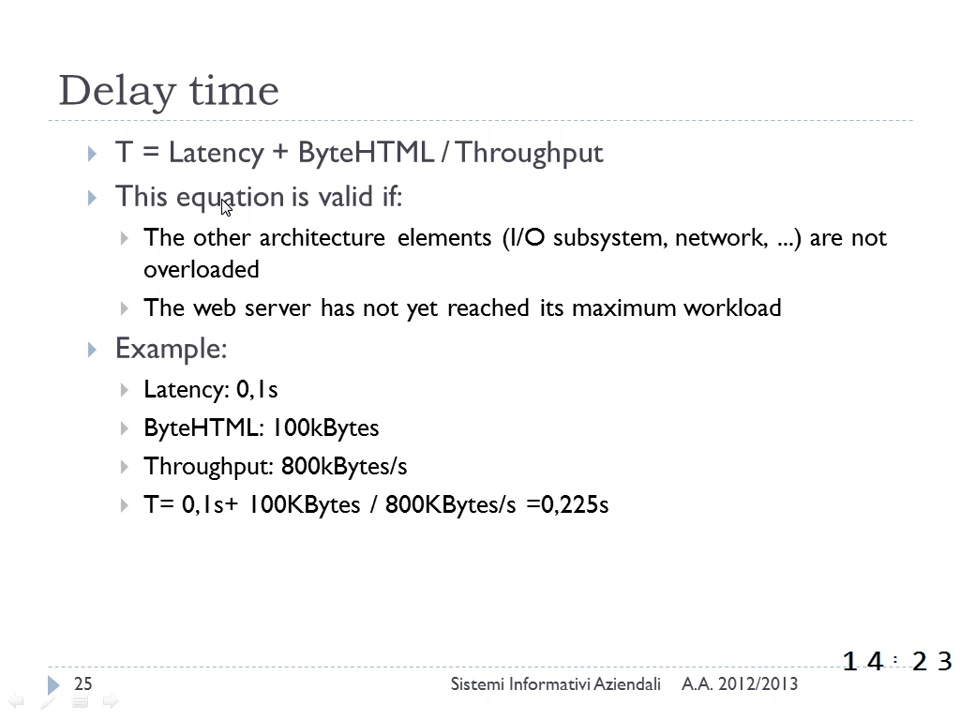 Delay time
T = Latency + ByteHTML / Throughput
This equation is valid if:
The other architecture elements (I/O subsystem, network, ...) are not
overloaded
The web server has not yet reached its maximum workload
Example:
Latency: 0,1s
ByteHTML: 100kBytes
Throughput: 800kBytes/s
T= 0,1s+ 100KBytes / 800KBytes/s =0,225s
14:23
25 Sistemi Informativi Aziendali A.A. 2012/2013